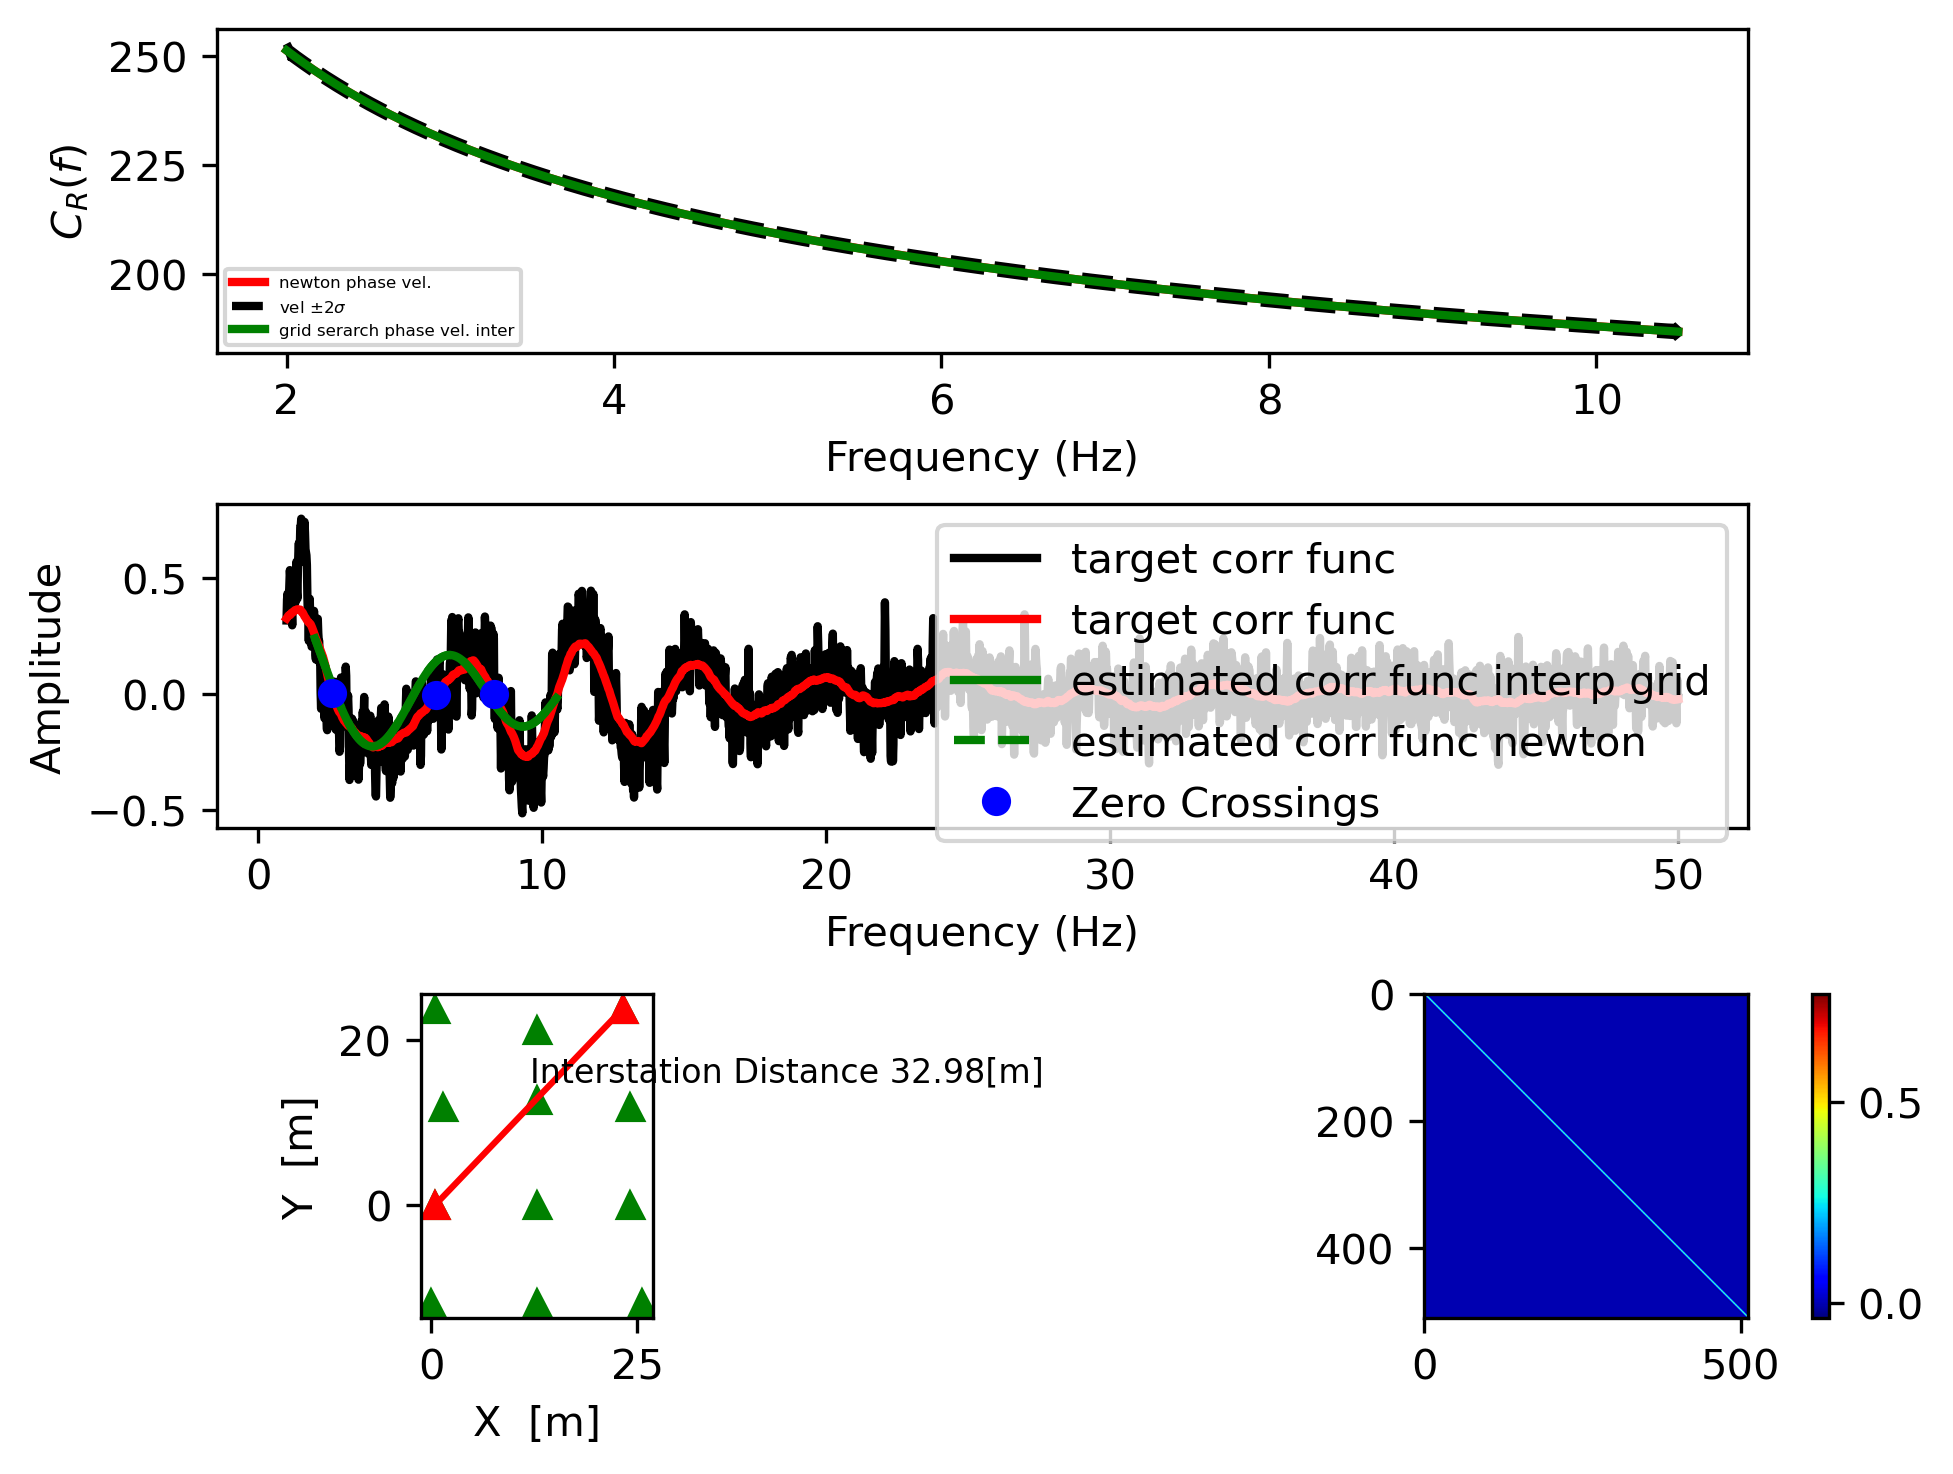 250
225
200
C_R(f)
newton phase vel.
vel ±2σ
grid serarch phase vel. inter
2 4 6 8 10
Frequency (Hz)
0.5
0.0
−0.5
Amplitude
target corr func
target corr func
estimated corr func interp grid
estimated corr func newton
Zero Crossings
0 10 20 30 40 50
Frequency (Hz)
20
0
Y [m]
Interstation Distance 32.98[m]
0 25
X [m]
0
200
400
0 500
0.5
0.0